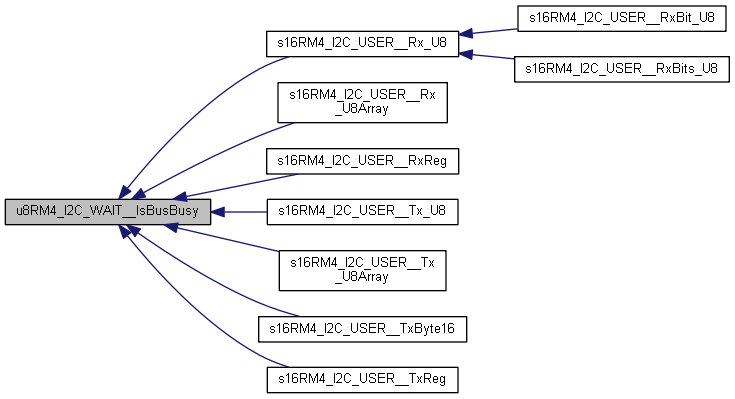 s16RM4_I2C_USER__RxBit_U8
s16RM4_I2C_USER__Rx_U8
s16RM4_I2C_USER__RxBits_U8
s16RM4_I2C_USER__Rx
_U8Array
s16RM4_I2C_USER__RxReg
u8RM4_I2C_WAIT__IsBusBusy
s16RM4_I2C_USER__Tx_U8
s16RM4_I2C_USER__Tx
_U8Array
s16RM4_I2C_USER__TxByte16
s16RM4_I2C_USER__TxReg